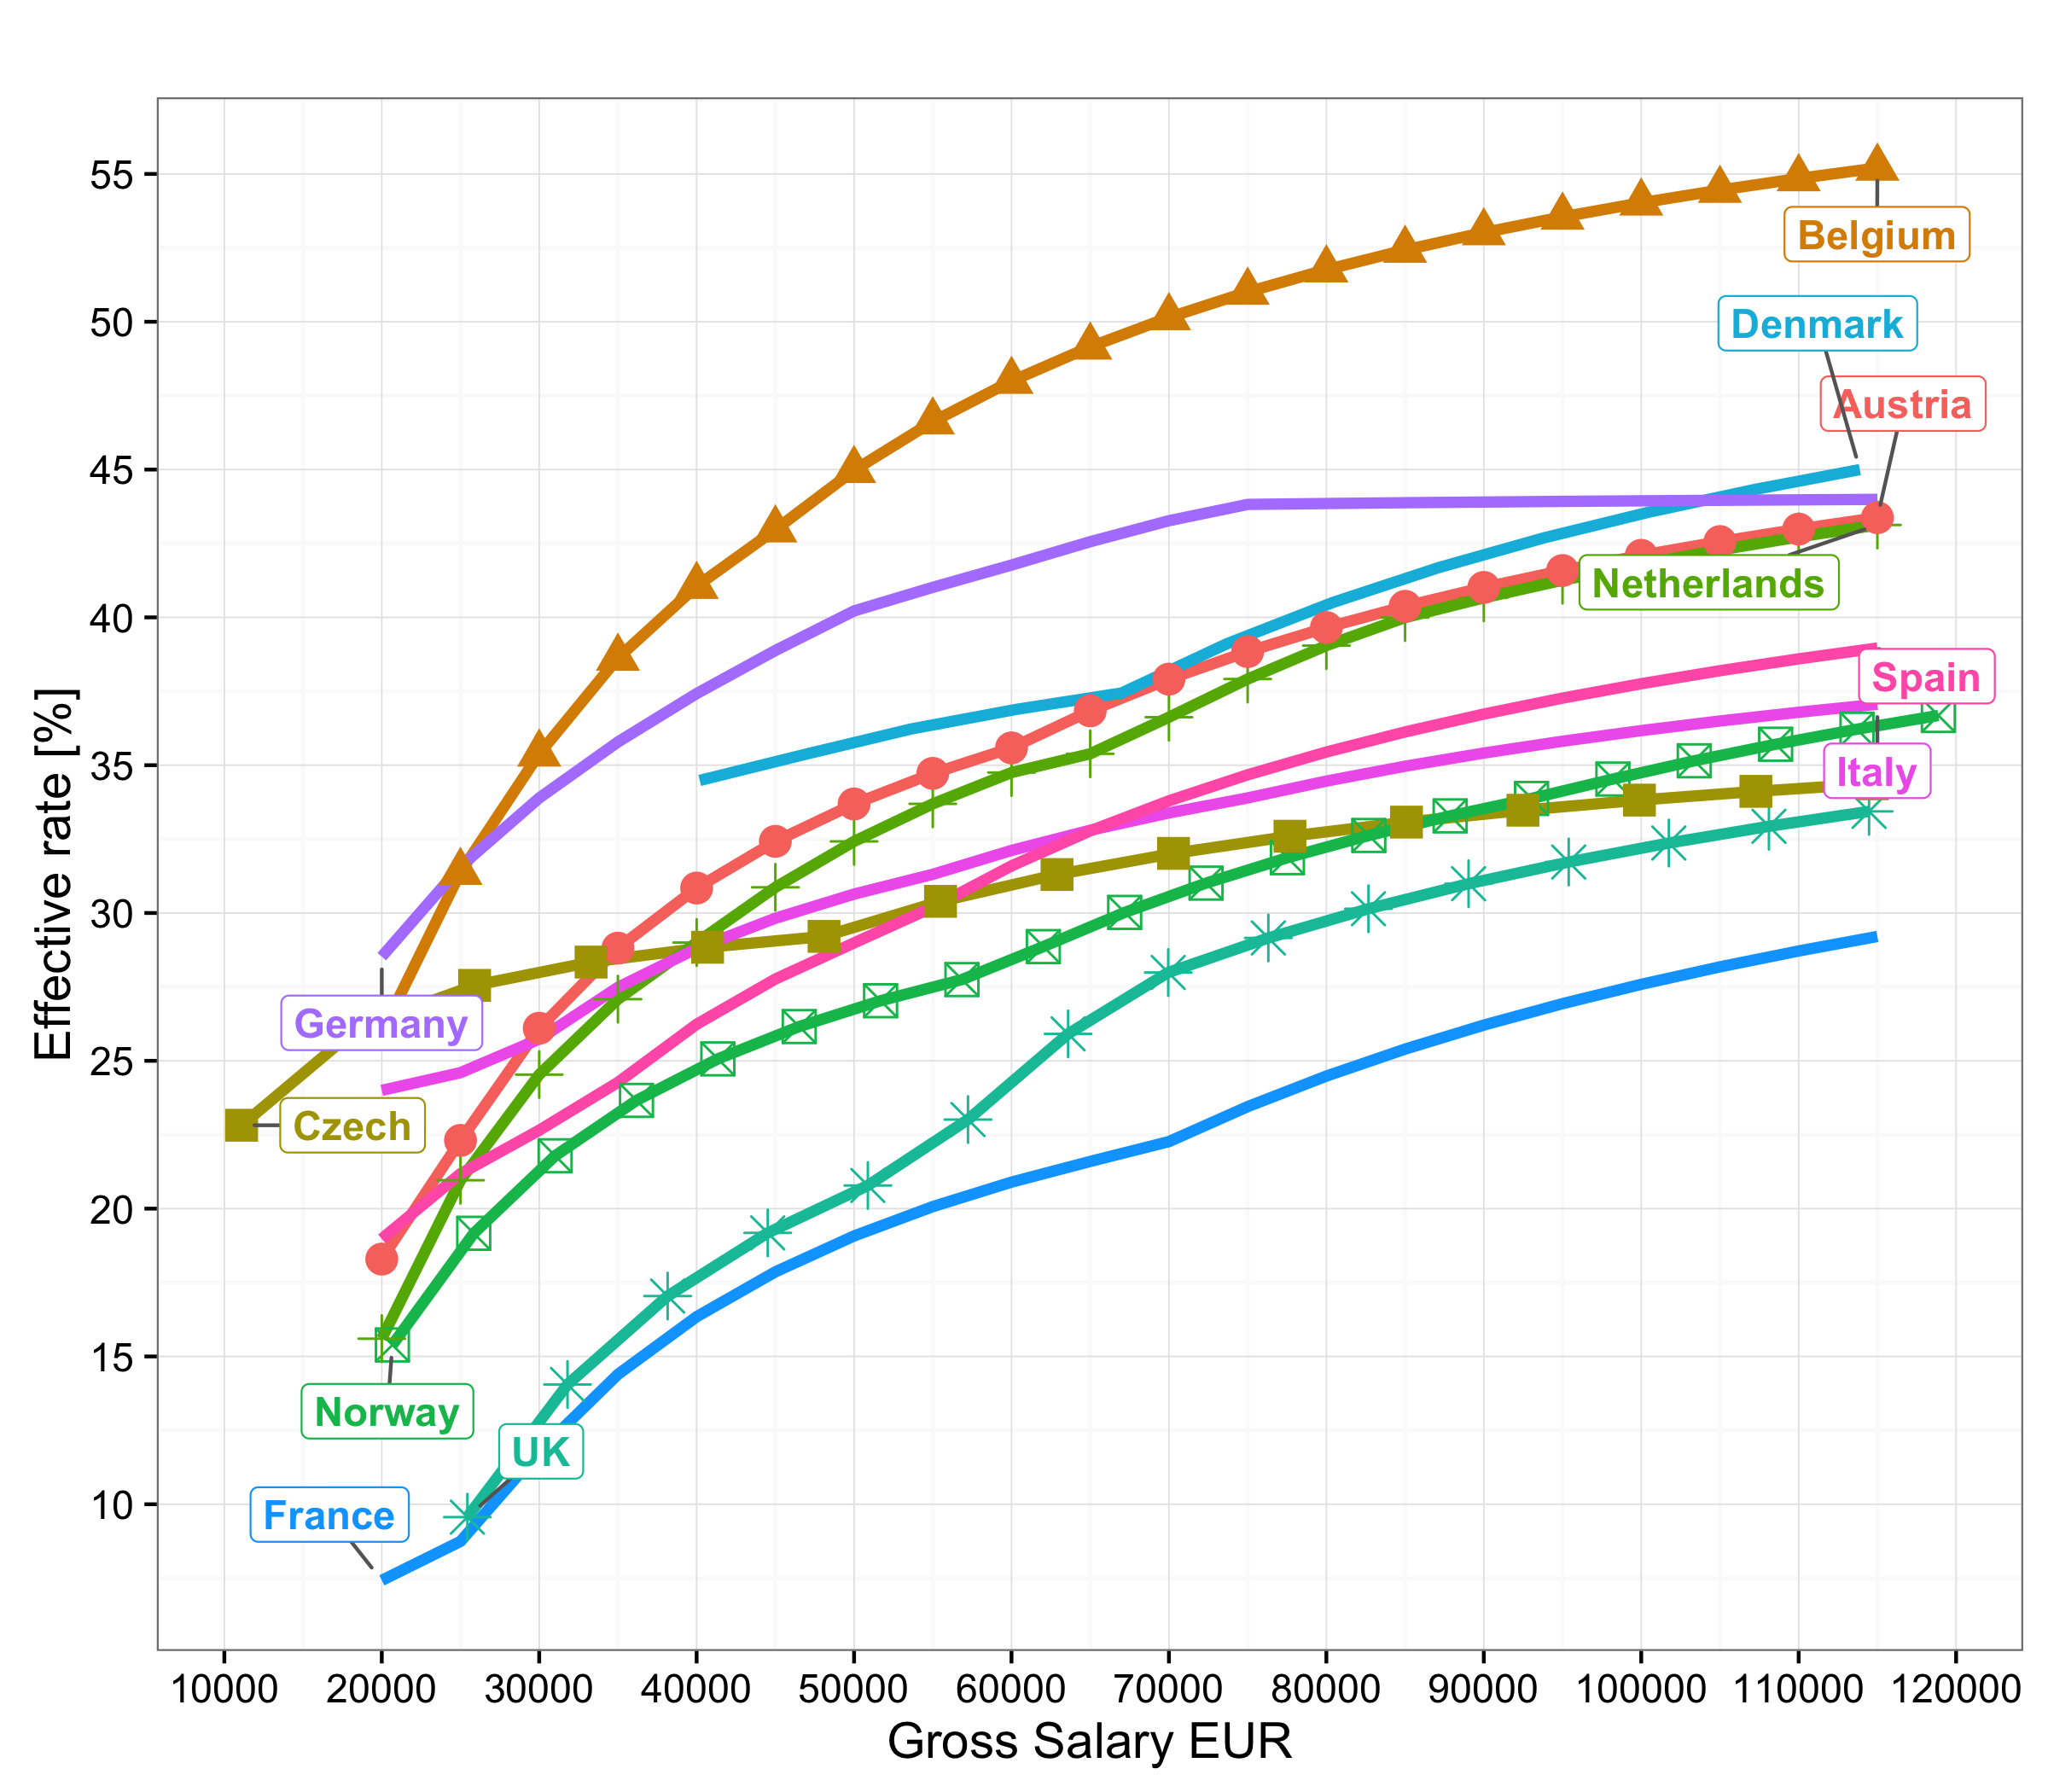 55
Belgium
Denmark
50
Austria
45
Netherlands
40
Spain
35
Italy
30
Germany
25
Czech
20
15
Norway
UK
10
France
Effective rate [%]
10000 20000 30000 40000 50000 60000 70000 80000 90000 100000 110000 120000
Gross Salary EUR